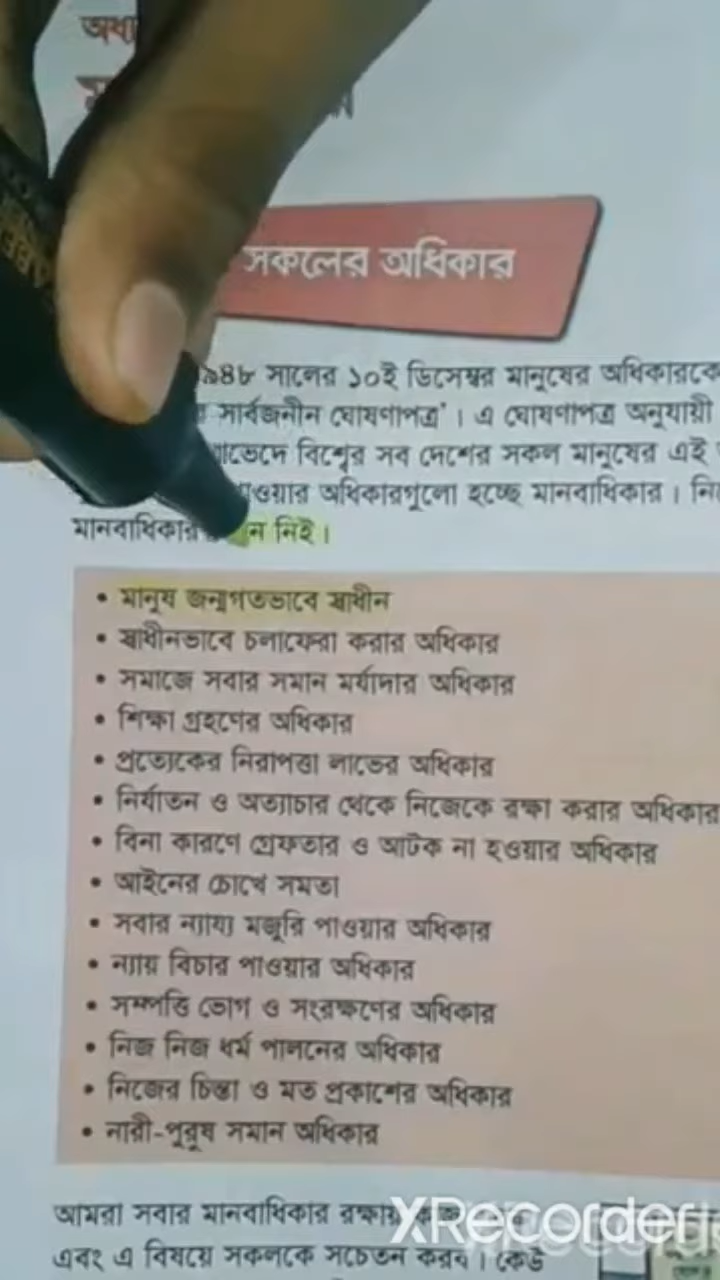 অধ্যা
সকলের অধিকার
১৯৪৮ সালের ১০ই ডিসেম্বর মানুষের অধিকারকে
সার্বজনীন ঘোষণাপত্র'। এ ঘোষণাপত্র অনুযায়ী
বিশ্বের সব দেশের সকল মানুষের এই
পাওয়ার অধিকারগুলো হচ্ছে মানবাধিকার।
মানবাধিকার নিই।
• মানুষ জন্মগতভাবে স্বাধীন
• স্বাধীনভাবে চলাফেরা করার অধিকার
• সমাজে সবার সমান মর্যাদার অধিকার
• শিক্ষা গ্রহণের অধিকার
• প্রত্যেকের নিরাপত্তা লাভের অধিকার
• নির্যাতন ও অত্যাচার থেকে নিজেকে রক্ষা করার অধিকার
• বিনা কারণে গ্রেফতার ও আটক না হওয়ার অধিকার
• আইনের চোখে সমতা
• সবার ন্যায্য মজুরি পাওয়ার অধিকার
• ন্যায় বিচার পাওয়ার অধিকার
• সম্পত্তি ভোগ ও সংরক্ষণের অধিকার
• নিজ নিজ ধর্ম পালনের অধিকার
• নিজের চিন্তা ও মত প্রকাশের অধিকার
• নারী-পুরুষ সমান অধিকার
আমরা সবার মানবাধিকার রক্ষায়
এবং এ বিষয়ে সকলকে সচেতন করব। কেউ
XRecorder